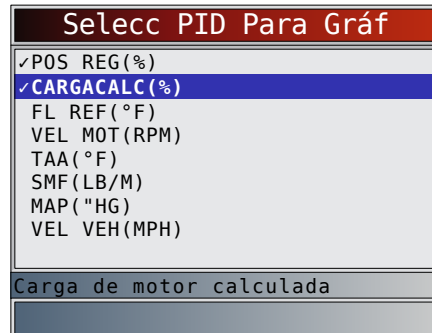 Selecc PID Para Gráf
✓POS REG(%)
✓CARGACALC(%)
FL REF(°F)
VEL MOT(RPM)
TAA(°F)
SMF(LB/M)
MAP("HG)
VEL VEH(MPH)
Carga de motor calculada